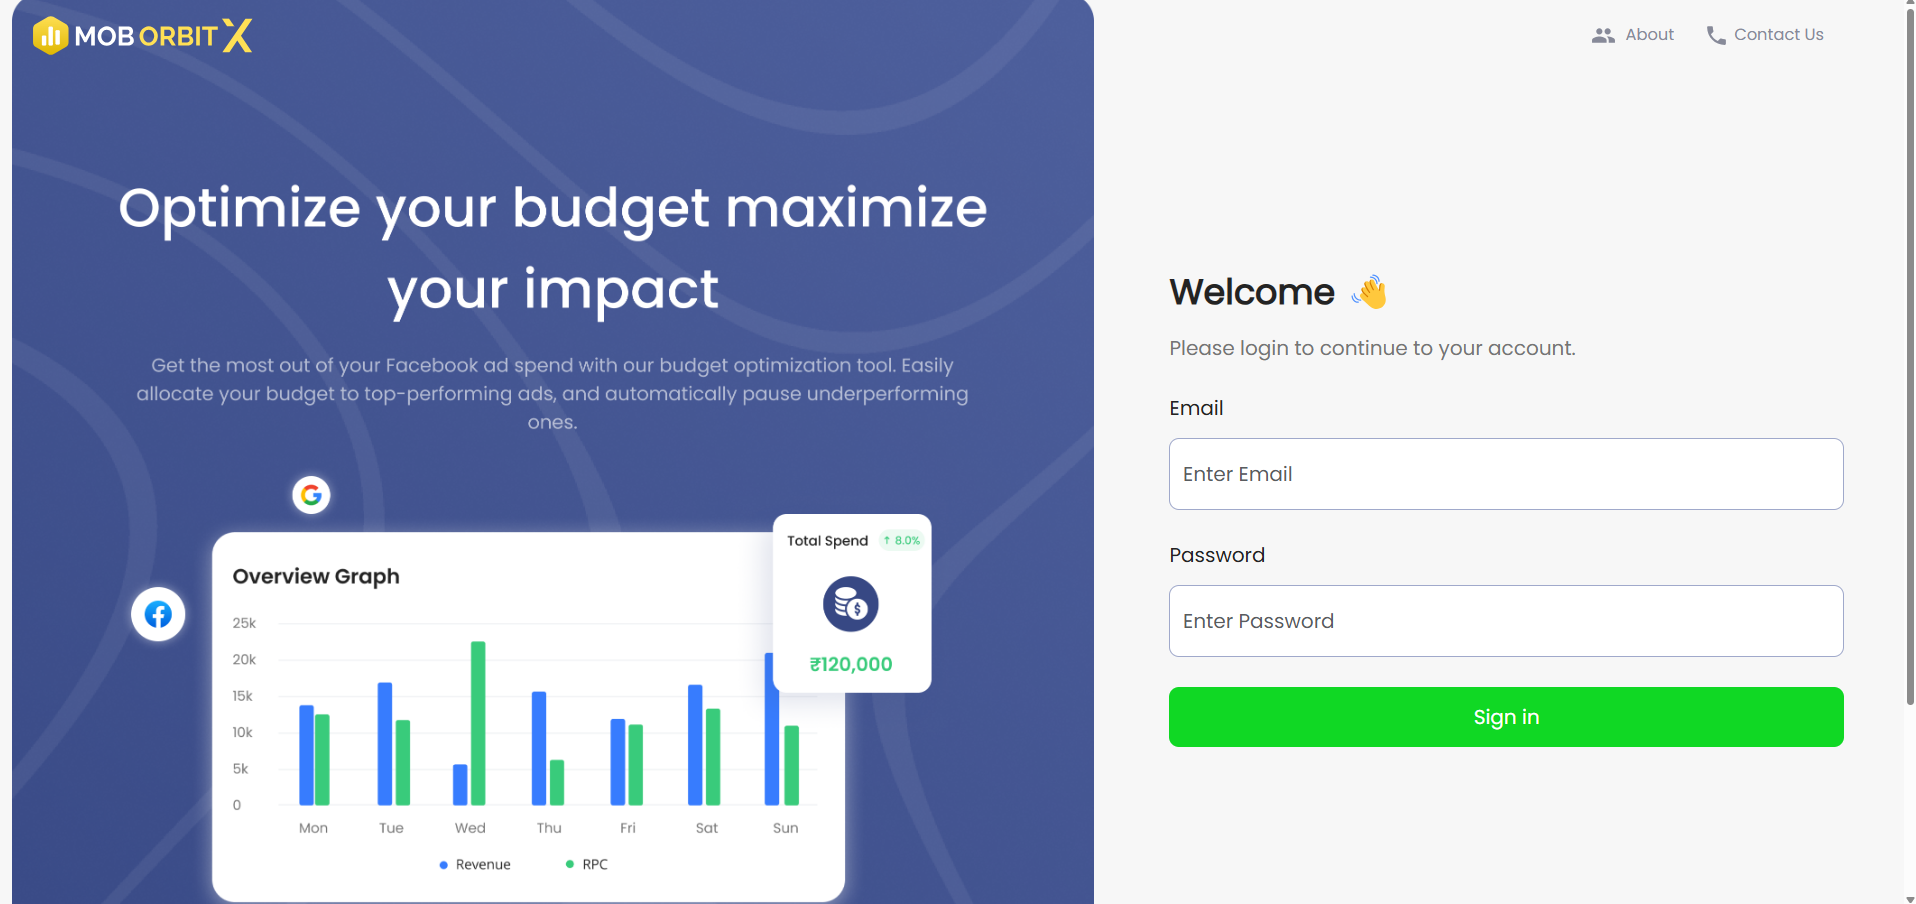 MOB ORBIT X
About
Contact Us
Optimize your budget maximize
your impact
Get the most out of your Facebook ad spend with our budget optimization tool. Easily
allocate your budget to top-performing ads, and automatically pause underperforming
ones.
Total Spend ↑ 8.0%
₹120,000
Overview Graph
25k
20k
15k
10k
5k
0
Mon Tue Wed Thu Fri Sat Sun
Revenue RPC
Welcome 👋
Please login to continue to your account.
Email
Enter Email
Password
Enter Password
Sign in